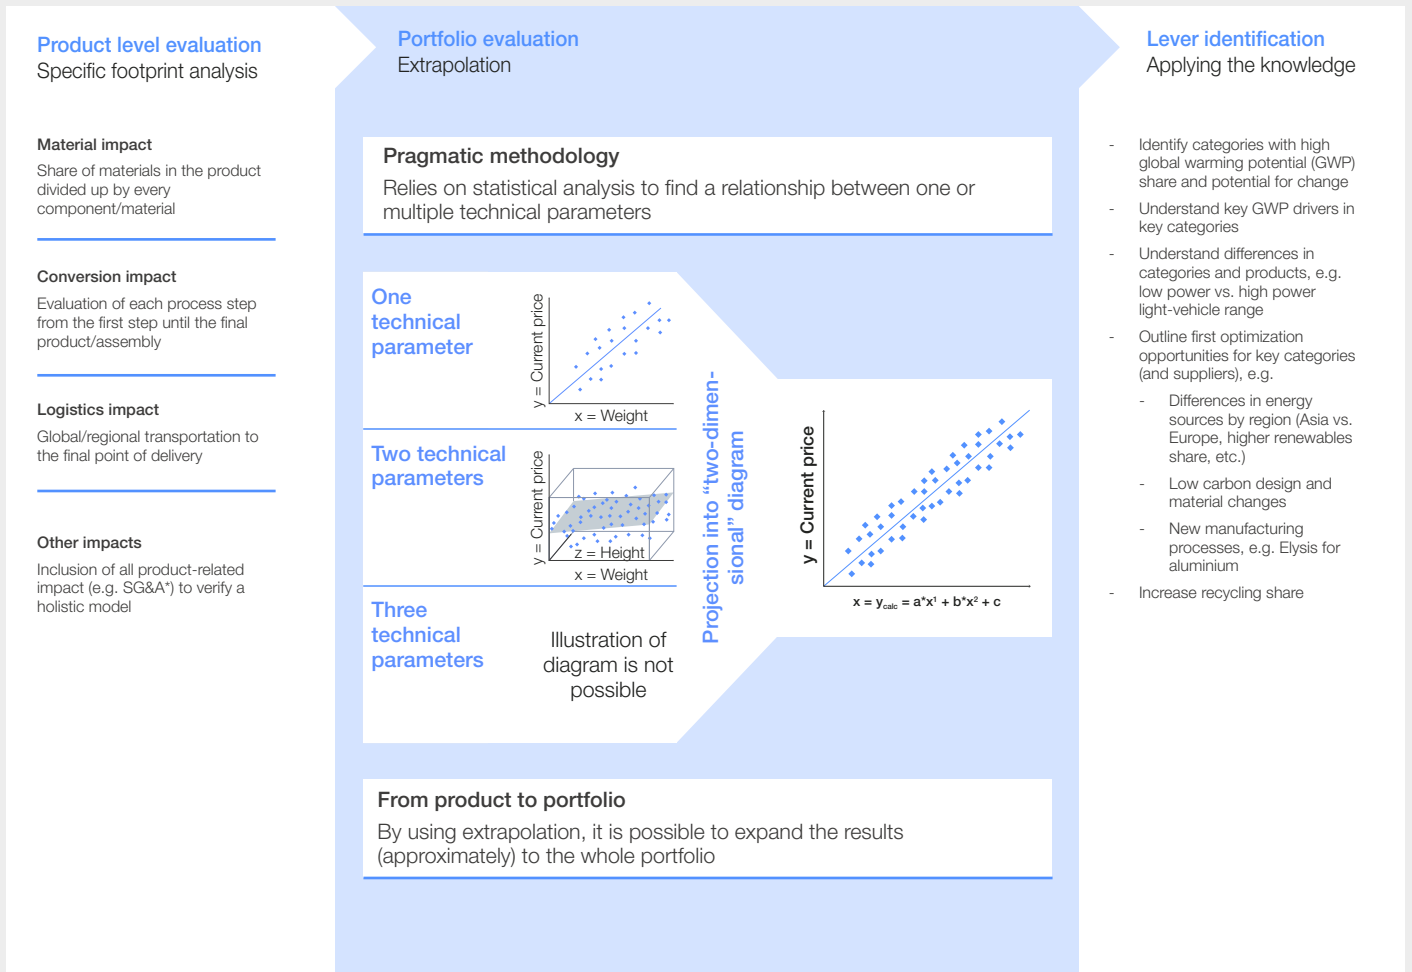 Product level evaluation
Specific footprint analysis
Material impact
Share of materials in the product
divided up by every
component/material
Conversion impact
Evaluation of each process step
from the first step until the final
product/assembly
Logistics impact
Global/regional transportation to
the final point of delivery
Other impacts
Inclusion of all product-related
impact (e.g. SG&A*) to verify a
holistic model
Portfolio evaluation
Extrapolation
Pragmatic methodology
Relies on statistical analysis to find a relationship between one or
multiple technical parameters
One
technical
parameter
y = Current price
x = Weight
Two technical
parameters
y = Current price
z = Height
x = Weight
Three
technical
parameters
Illustration of
diagram is not
possible
Projection into “two-dimen-
sional” diagram
y = Current price
x = ycalc = a*x¹ + b*x² + c
From product to portfolio
By using extrapolation, it is possible to expand the results
(approximately) to the whole portfolio
Lever identification
Applying the knowledge
- Identify categories with high
global warming potential (GWP)
share and potential for change
- Understand key GWP drivers in
key categories
- Understand differences in
categories and products, e.g.
low power vs. high power
light-vehicle range
- Outline first optimization
opportunities for key categories
(and suppliers), e.g.
- Differences in energy
sources by region (Asia vs.
Europe, higher renewables
share, etc.)
- Low carbon design and
material changes
- New manufacturing
processes, e.g. Elysis for
aluminium
- Increase recycling share